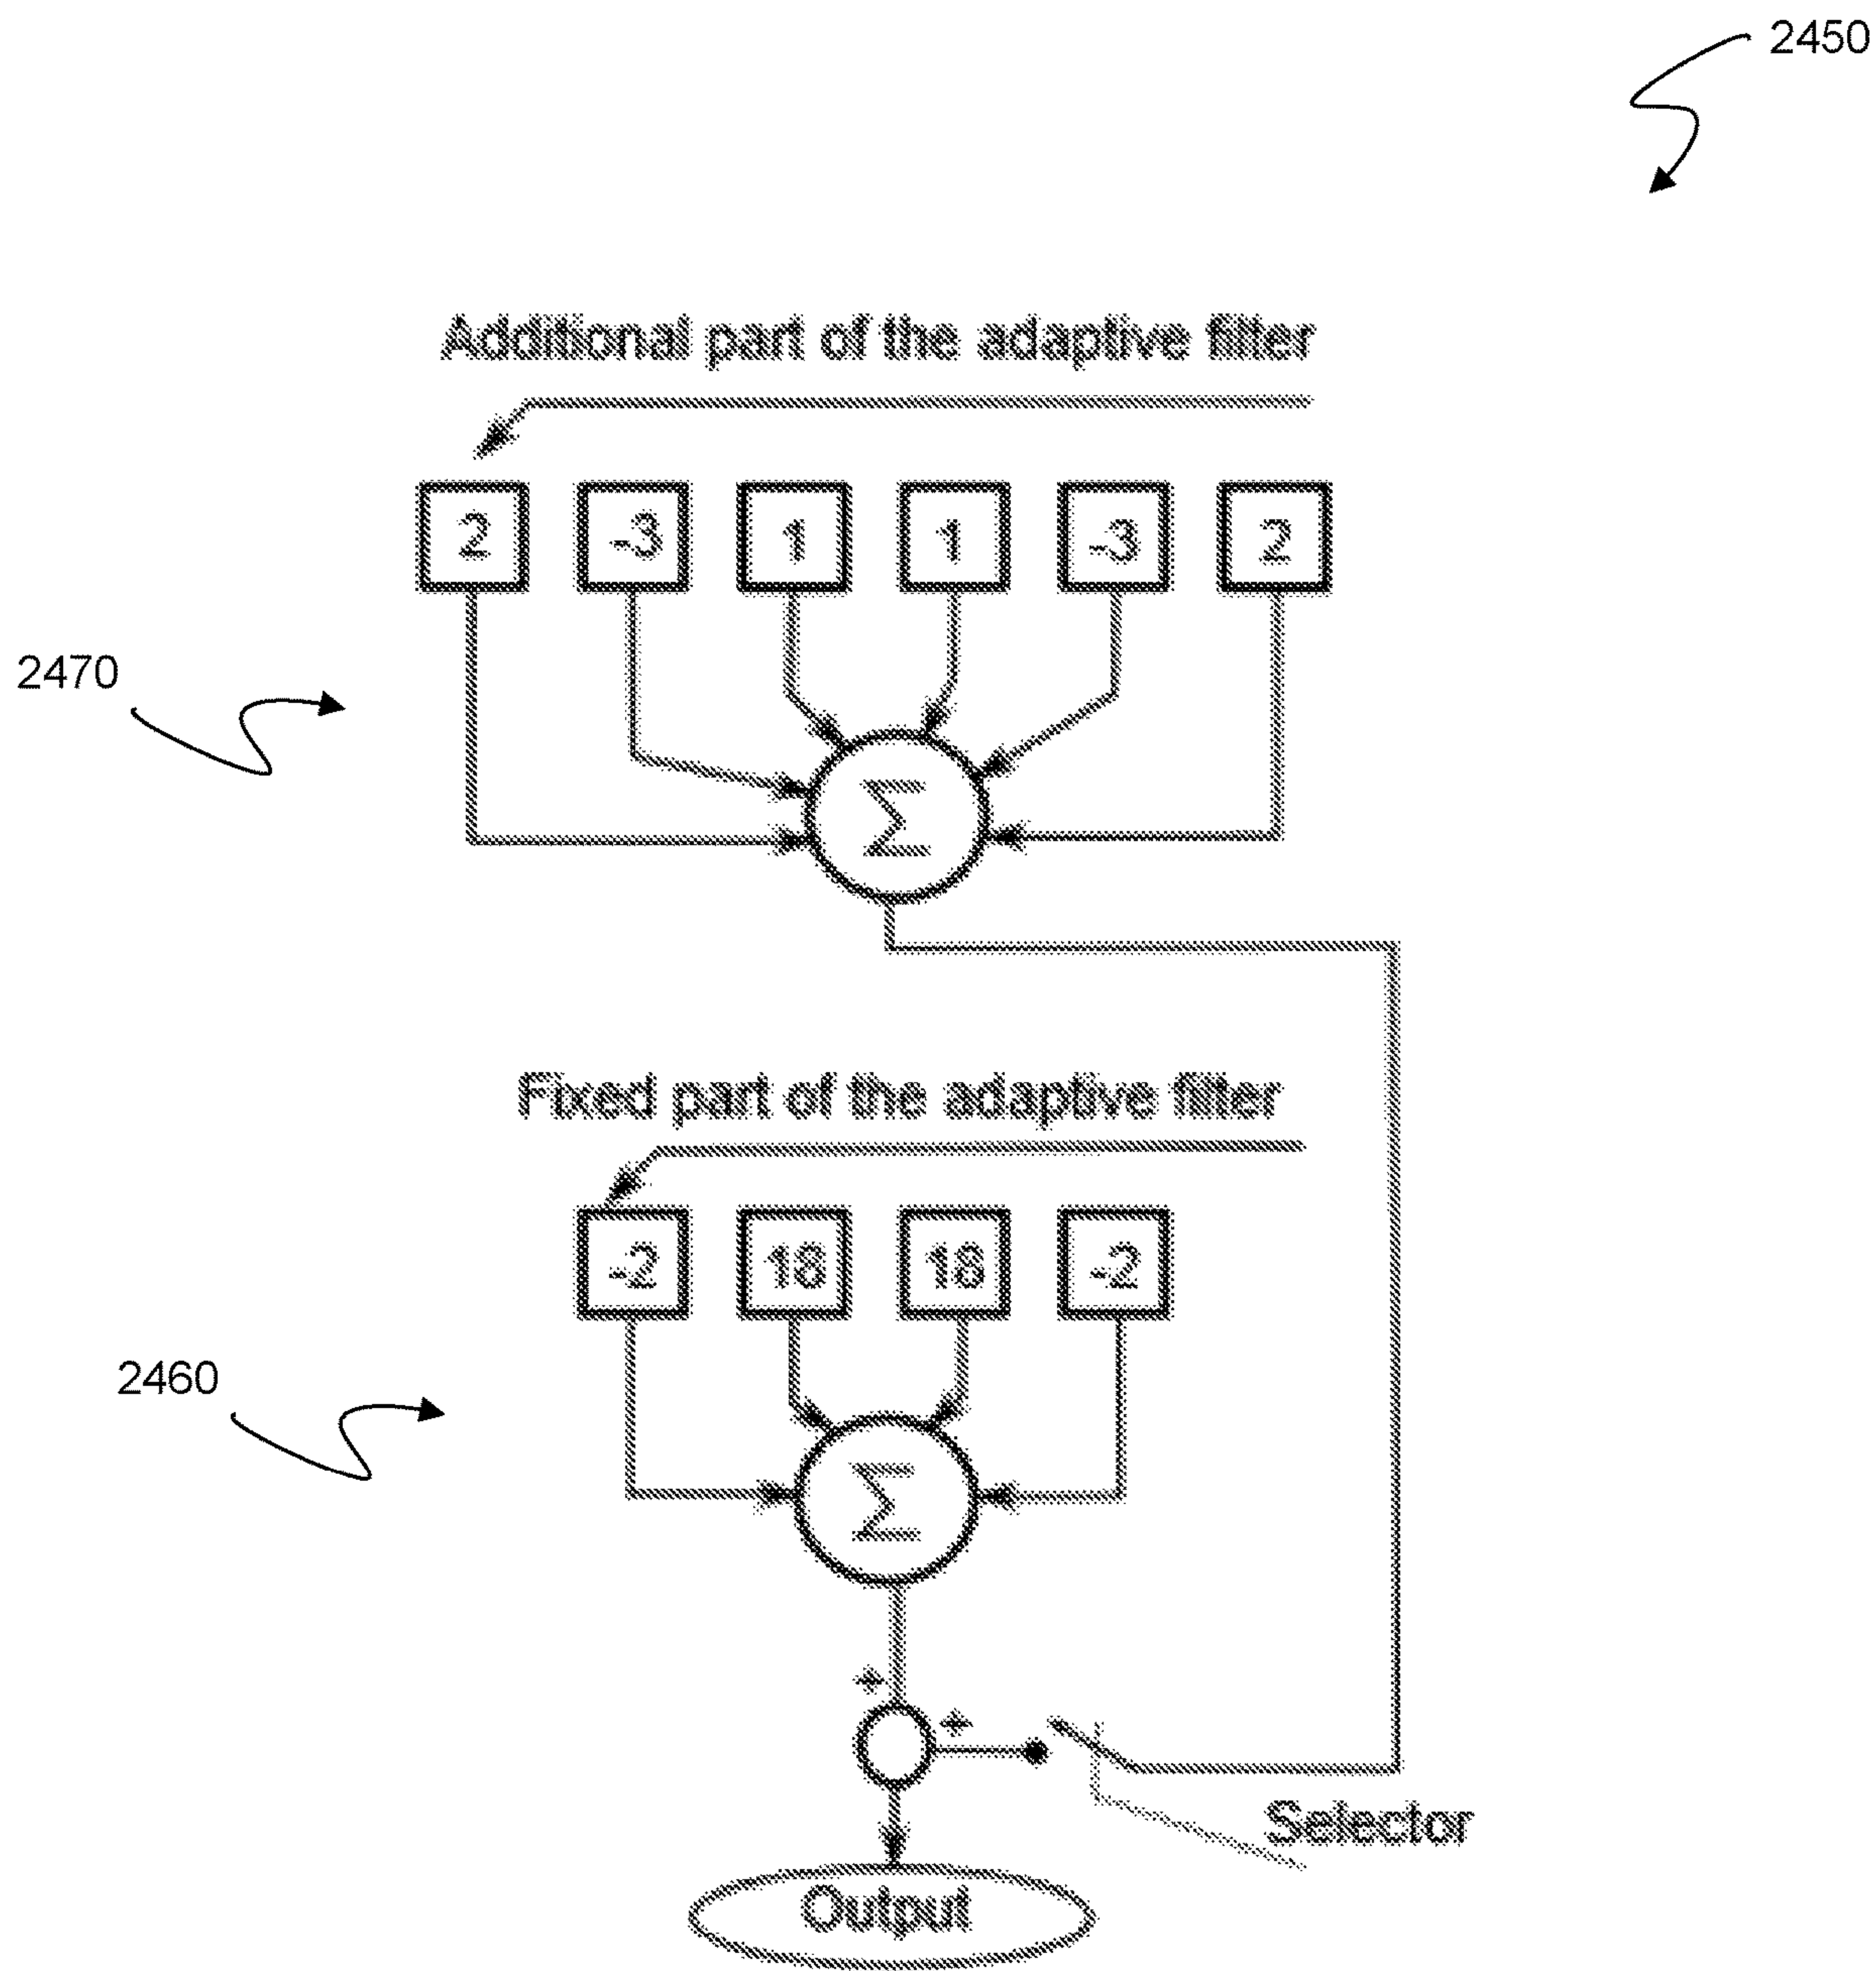 2450
Additional part of the adaptive filter
2 -3 1 1 -3 2
2470
Σ
Fixed part of the adaptive filter
-2 18 18 -2
2460
Σ
+
+
Selector
Output